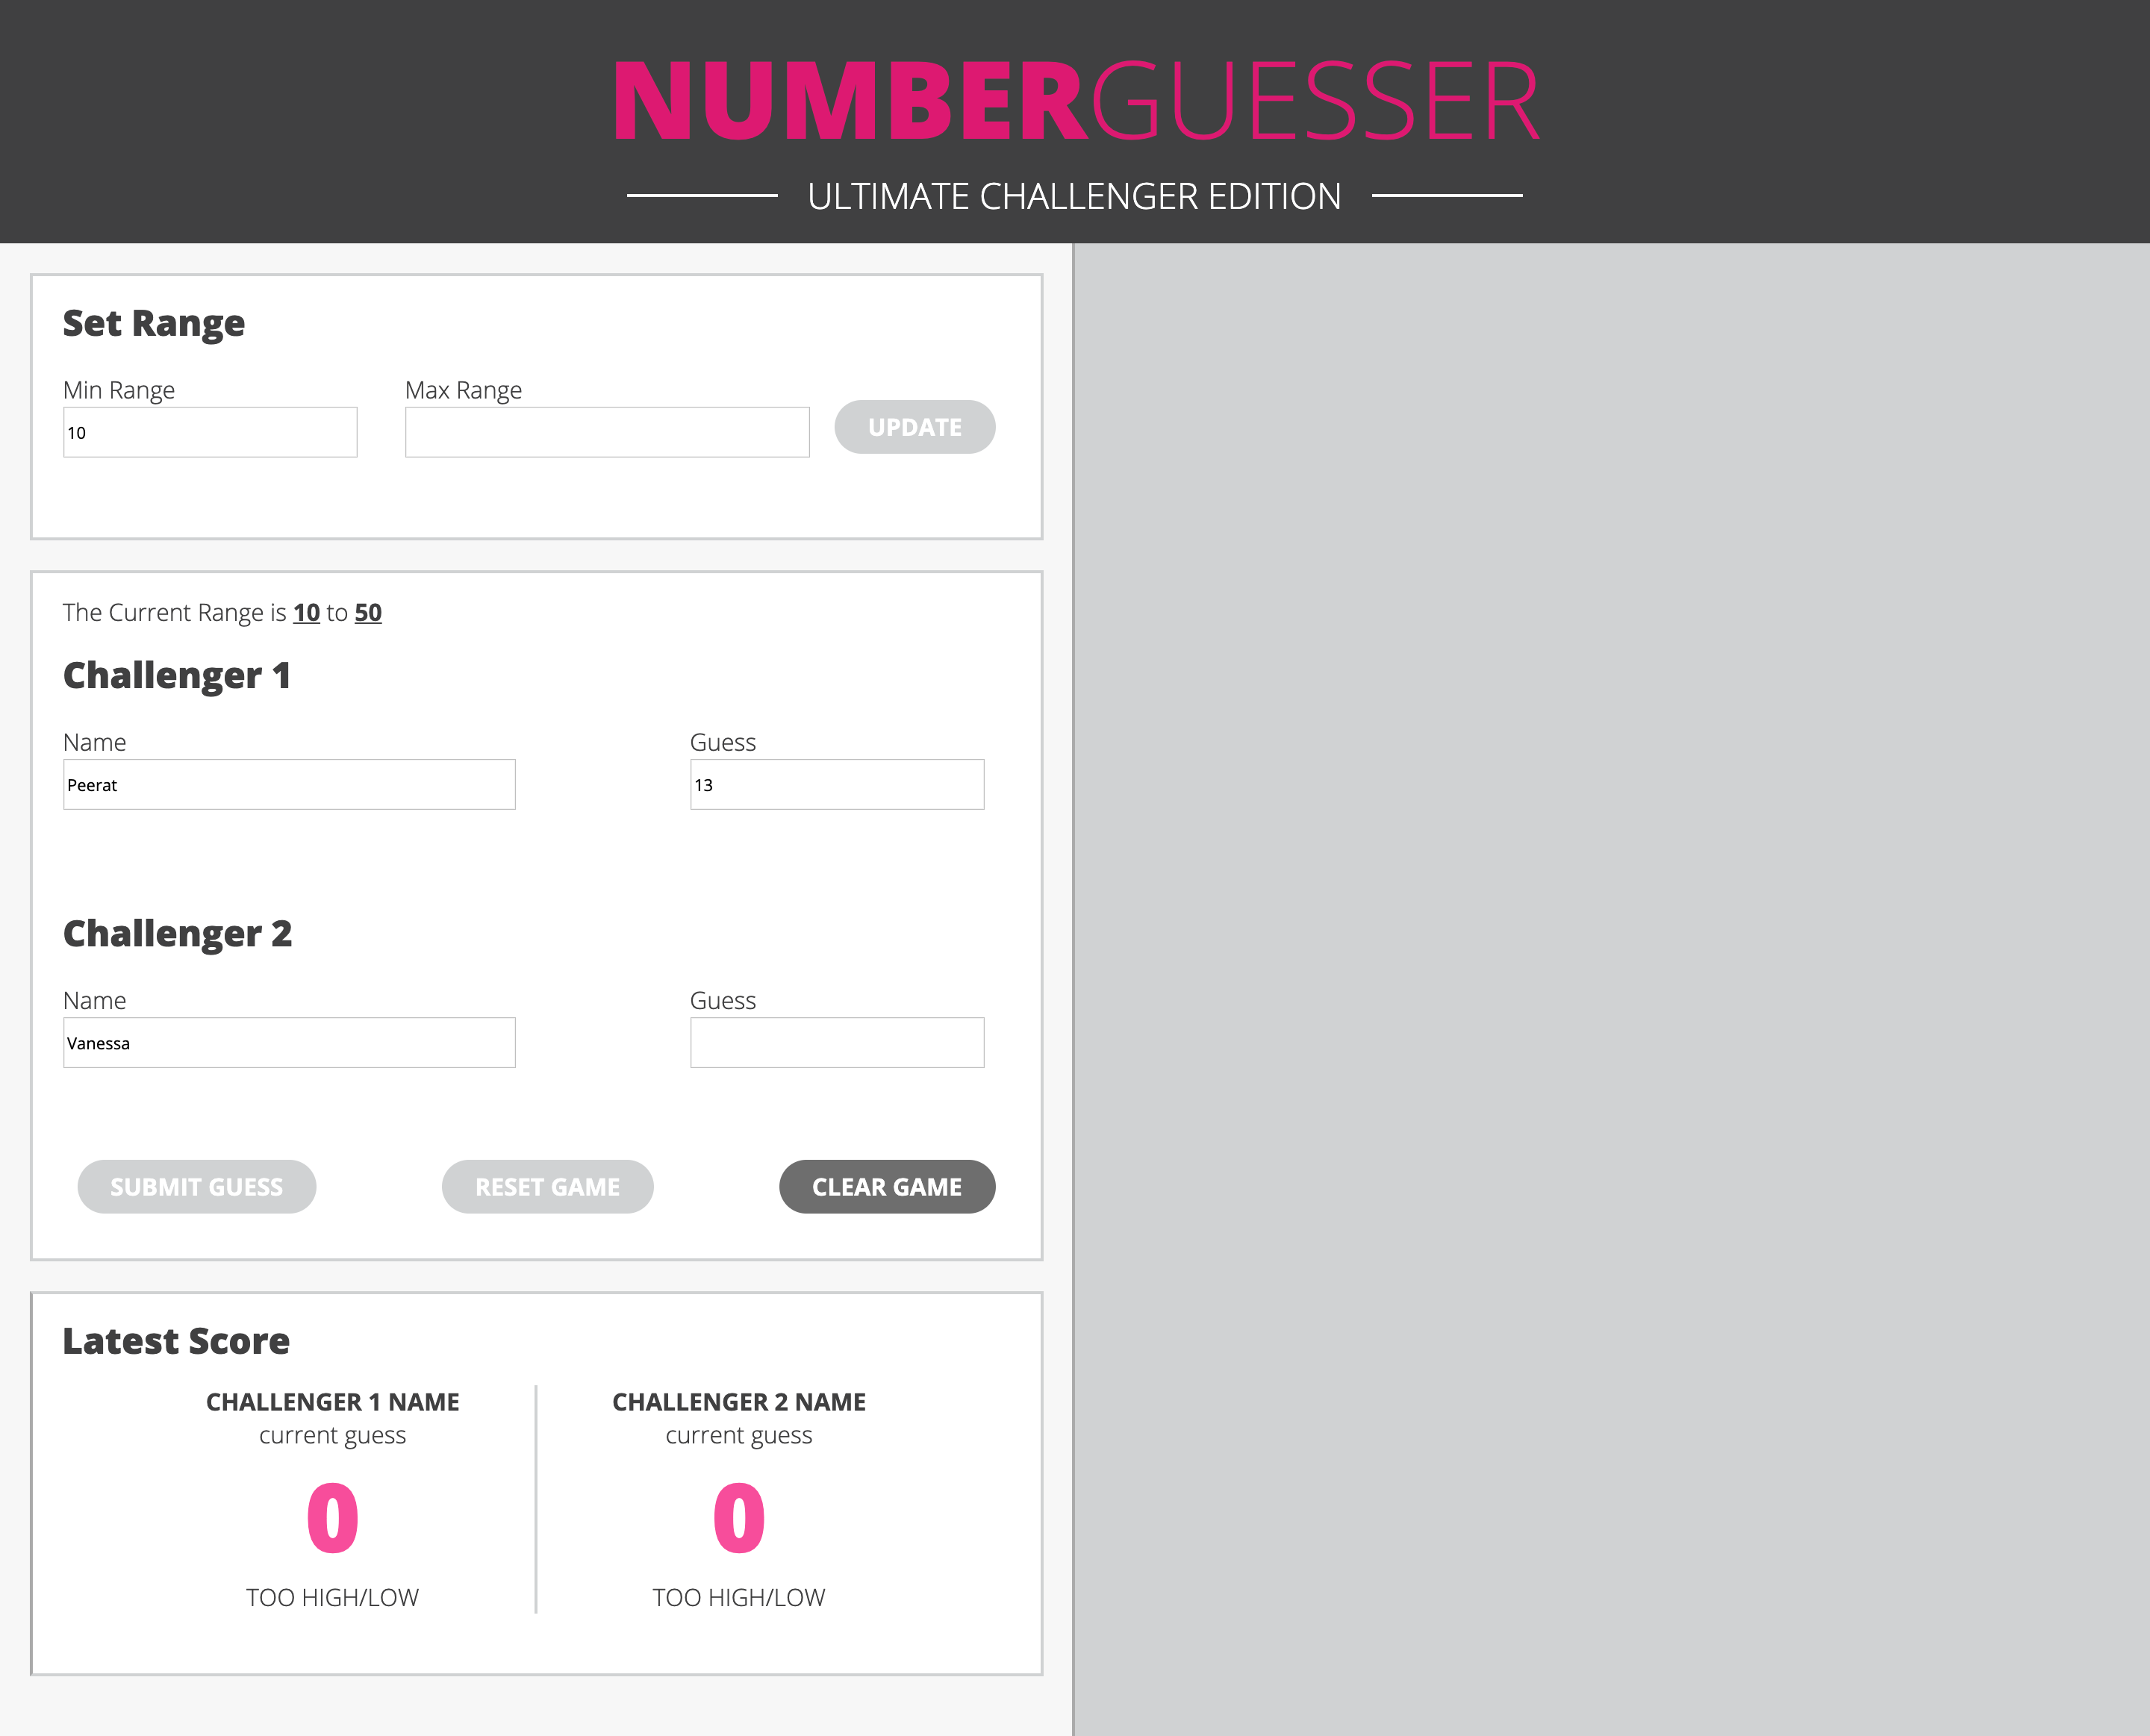 NUMBERGUESSER
ULTIMATE CHALLENGER EDITION
Set Range
Min Range Max Range
10 UPDATE
The Current Range is 10 to 50
Challenger 1
Name Guess
Peerat 13
Challenger 2
Name Guess
Vanessa
SUBMIT GUESS RESET GAME CLEAR GAME
Latest Score
CHALLENGER 1 NAME CHALLENGER 2 NAME
current guess current guess
0 0
TOO HIGH/LOW TOO HIGH/LOW